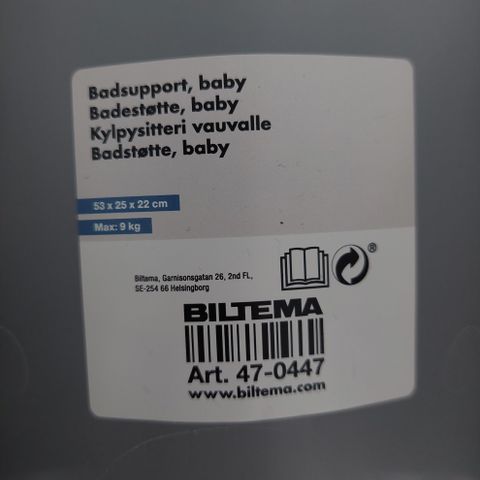 Badsupport, baby
Badestøtte, baby
Kylpysitteri vauvalle
Badstøtte, baby
53 x 25 x 22 cm
Max: 9 kg
®
Biltema, Garnisonsgatan 26, 2nd FL,
SE-254 66 Helsingborg
BILTEMA
Art. 47-0447
www.biltema.com